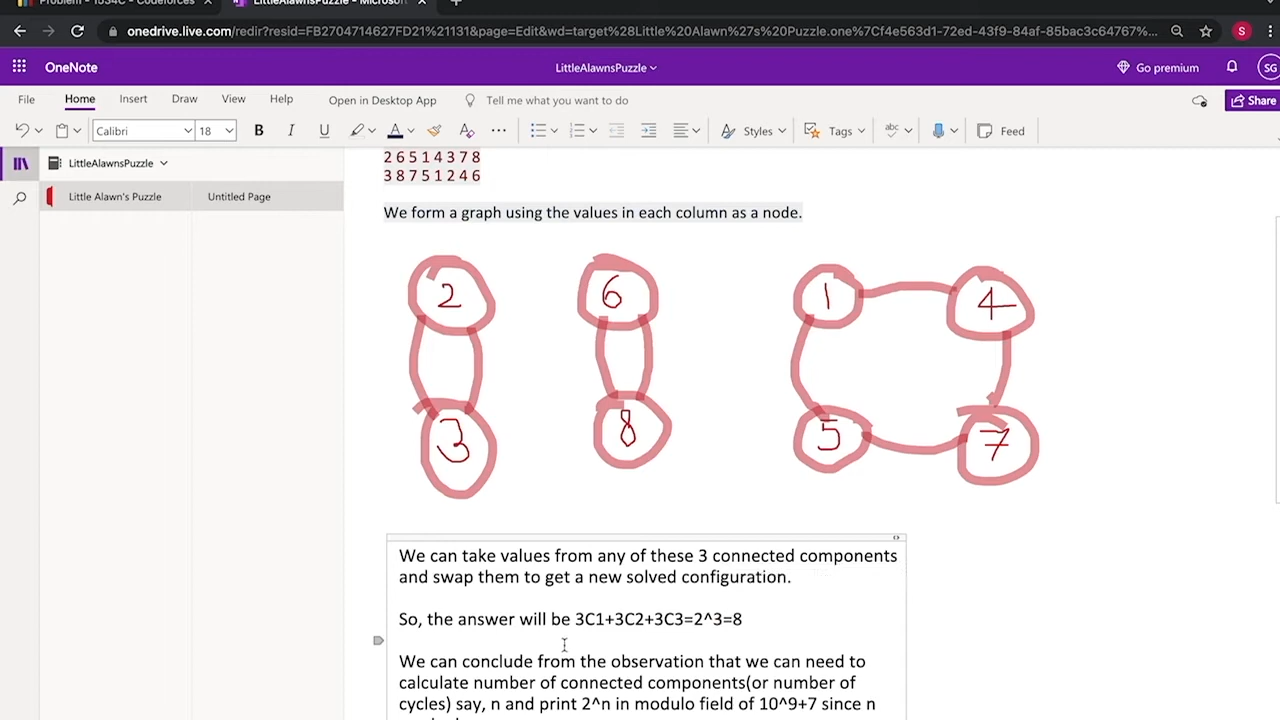 Problem - 1534C - Codeforces
LittleAlawnsPuzzle - Microsoft
onedrive.live.com/redir?resid=FB2704714627FD21%21131&page=Edit&wd=target%28Little%20Alawn%27s%20Puzzle.one%7Cf4e563d1-72ed-43f9-84af-85bac3c64767%...
S
OneNote
LittleAlawnsPuzzle
Go premium
SG
File Home Insert Draw View Help Open in Desktop App Tell me what you want to do
Share
Calibri 18 B I U A Styles Tags abc Feed
LittleAlawnsPuzzle
Little Alawn's Puzzle
Untitled Page
2 6 5 1 4 3 7 8
3 8 7 5 1 2 4 6
We form a graph using the values in each column as a node.
2 6 1 4
3 8 5 7
We can take values from any of these 3 connected components
and swap them to get a new solved configuration.
So, the answer will be 3C1+3C2+3C3=2^3=8
We can conclude from the observation that we can need to
calculate number of connected components(or number of
cycles) say, n and print 2^n in modulo field of 10^9+7 since n